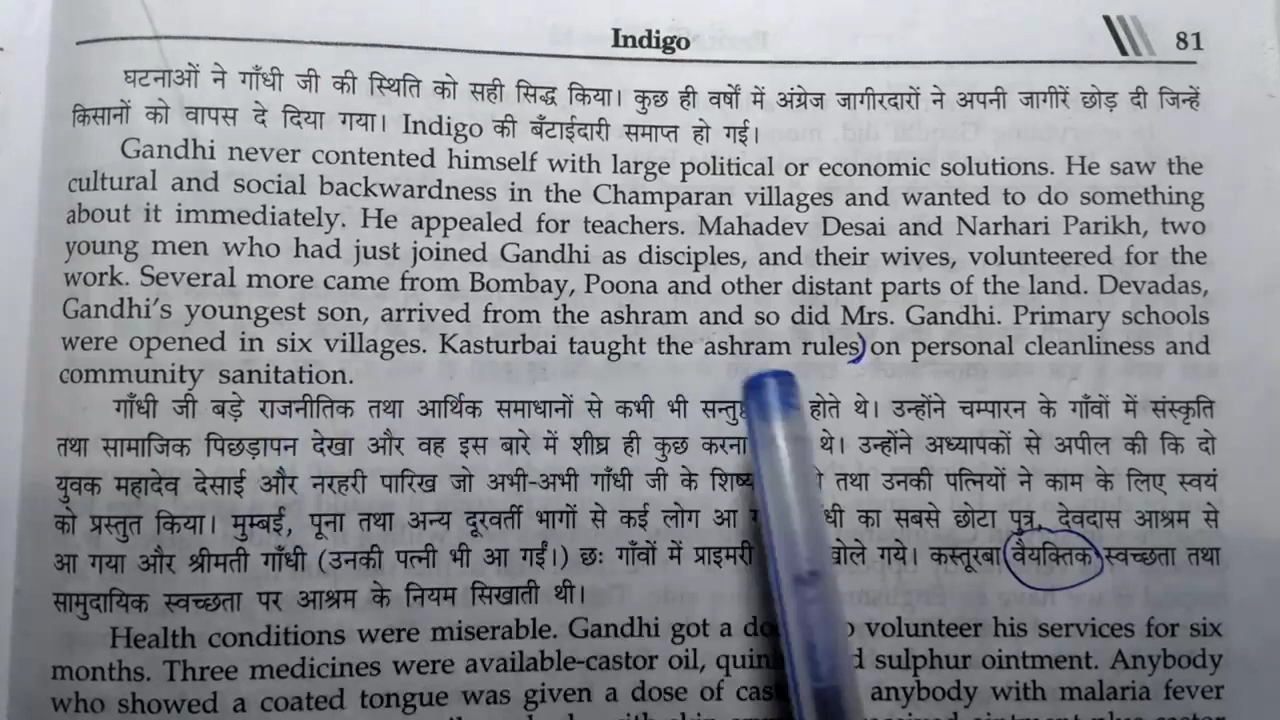 Indigo 81
घटनाओं ने गाँधी जी की स्थिति को सही सिद्ध किया। कुछ ही वर्षों में अंग्रेज जागीरदारों ने अपनी जागीरें छोड़ दी जिन्हें
किसानों को वापस दे दिया गया। Indigo की बँटाईदारी समाप्त हो गई।
Gandhi never contented himself with large political or economic solutions. He saw the
cultural and social backwardness in the Champaran villages and wanted to do something
about it immediately. He appealed for teachers. Mahadev Desai and Narhari Parikh, two
young men who had just joined Gandhi as disciples, and their wives, volunteered for the
work. Several more came from Bombay, Poona and other distant parts of the land. Devadas,
Gandhi's youngest son, arrived from the ashram and so did Mrs. Gandhi. Primary schools
were opened in six villages. Kasturbai taught the ashram rules) on personal cleanliness and
community sanitation.
गाँधी जी बड़े राजनीतिक तथा आर्थिक समाधानों से कभी भी होते थे। उन्होंने चम्पारन के गाँवों में संस्कृति
तथा सामाजिक पिछड़ापन देखा और वह इस बारे में शीघ्र ही कुछ करना थे। उन्होंने अध्यापकों से अपील की कि दो
युवक महादेव देसाई और नरहरी पारिख जो अभी-अभी गाँधी जी के तथा उनकी पत्नियों ने काम के लिए स्वयं
को प्रस्तुत किया। मुम्बई, पूना तथा अन्य दूरवर्ती भागों से कई लोग आ का सबसे छोटा पुत्र, देवदास आश्रम से
आ गया और श्रीमती गाँधी (उनकी पत्नी भी आ गईं।) छः गाँवों में प्राइमरी गये। कस्तूरबा वैयक्तिक स्वच्छता तथा
सामुदायिक स्वच्छता पर आश्रम के नियम सिखाती थी।
Health conditions were miserable. Gandhi got a volunteer his services for six
months. Three medicines were available-castor oil, sulphur ointment. Anybody
who showed a coated tongue was given a dose of anybody with malaria fever